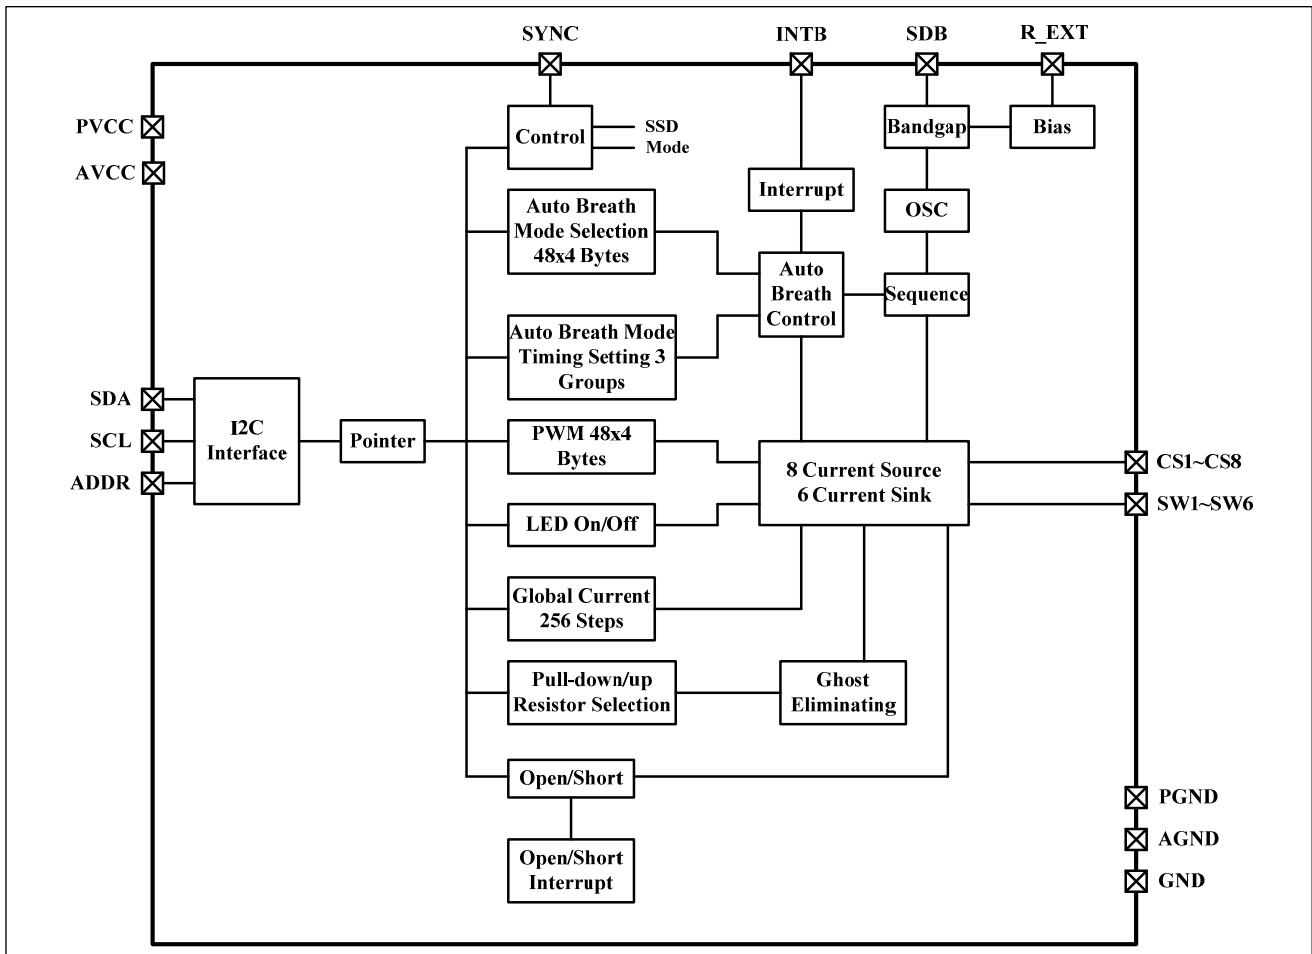 SYNC
INTB
SDB
R_EXT
PVCC
AVCC
Control
SSD
Mode
Bandgap
Bias
Interrupt
OSC
Auto Breath
Mode Selection
48x4 Bytes
Auto
Breath
Control
Sequence
Auto Breath Mode
Timing Setting 3
Groups
SDA
SCL
ADDR
I2C
Interface
Pointer
PWM 48x4
Bytes
8 Current Source
6 Current Sink
CS1~CS8
SW1~SW6
LED On/Off
Global Current
256 Steps
Pull-down/up
Resistor Selection
Ghost
Eliminating
Open/Short
Open/Short
Interrupt
PGND
AGND
GND